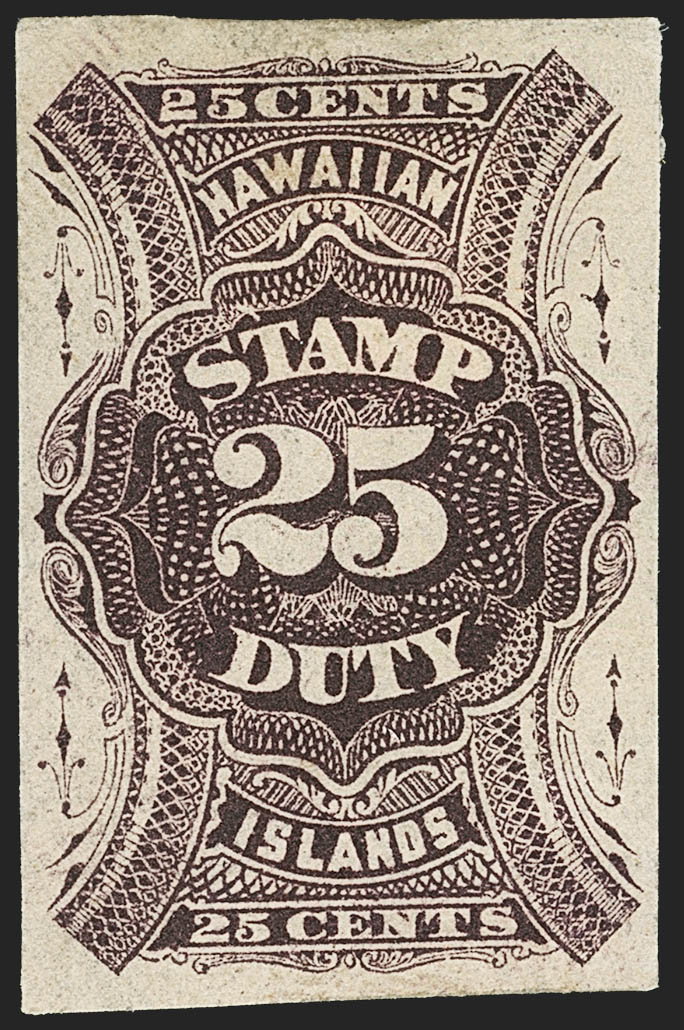 25 CENTS
HAWAIIAN
STAMP
25
DUTY
ISLANDS
25 CENTS